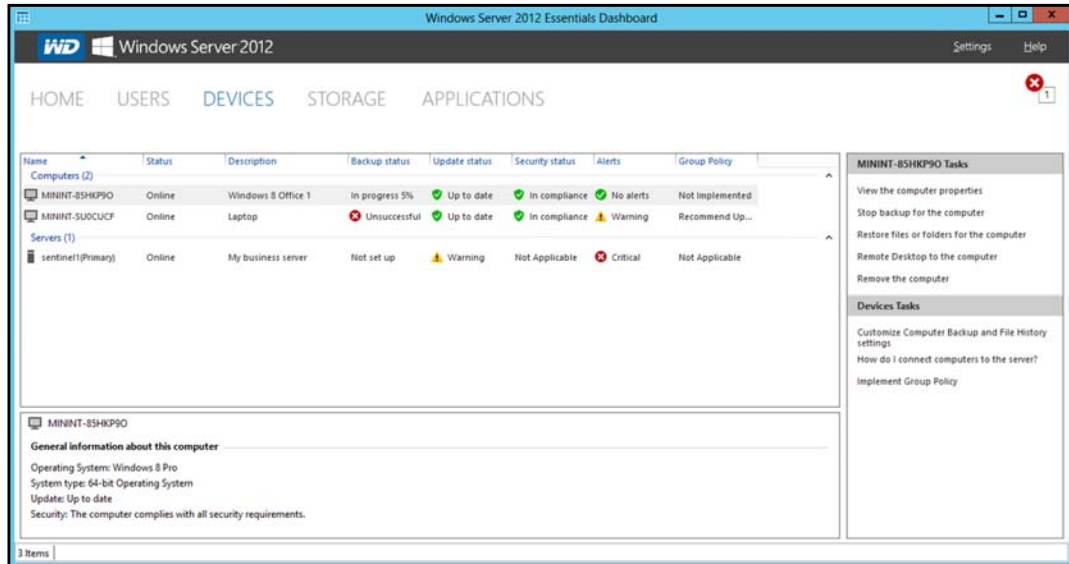 Windows Server 2012 Essentials Dashboard
WD Windows Server 2012 Settings Help
HOME USERS DEVICES STORAGE APPLICATIONS 1
Name Status Description Backup status Update status Security status Alerts Group Policy
Computers (2)
MININT-85HKP9O Online Windows 8 Office 1 In progress 5% Up to date In compliance No alerts Not Implemented
MININT-SU0CUCF Online Laptop Unsuccessful Up to date In compliance Warning Recommend Up...
Servers (1)
sentinel1(Primary) Online My business server Not set up Warning Not Applicable Critical Not Applicable
MININT-85HKP9O Tasks
View the computer properties
Stop backup for the computer
Restore files or folders for the computer
Remote Desktop to the computer
Remove the computer
Devices Tasks
Customize Computer Backup and File History
settings
How do I connect computers to the server?
Implement Group Policy
MININT-85HKP9O
General information about this computer
Operating System: Windows 8 Pro
System type: 64-bit Operating System
Update: Up to date
Security: The computer complies with all security requirements.
3 Items